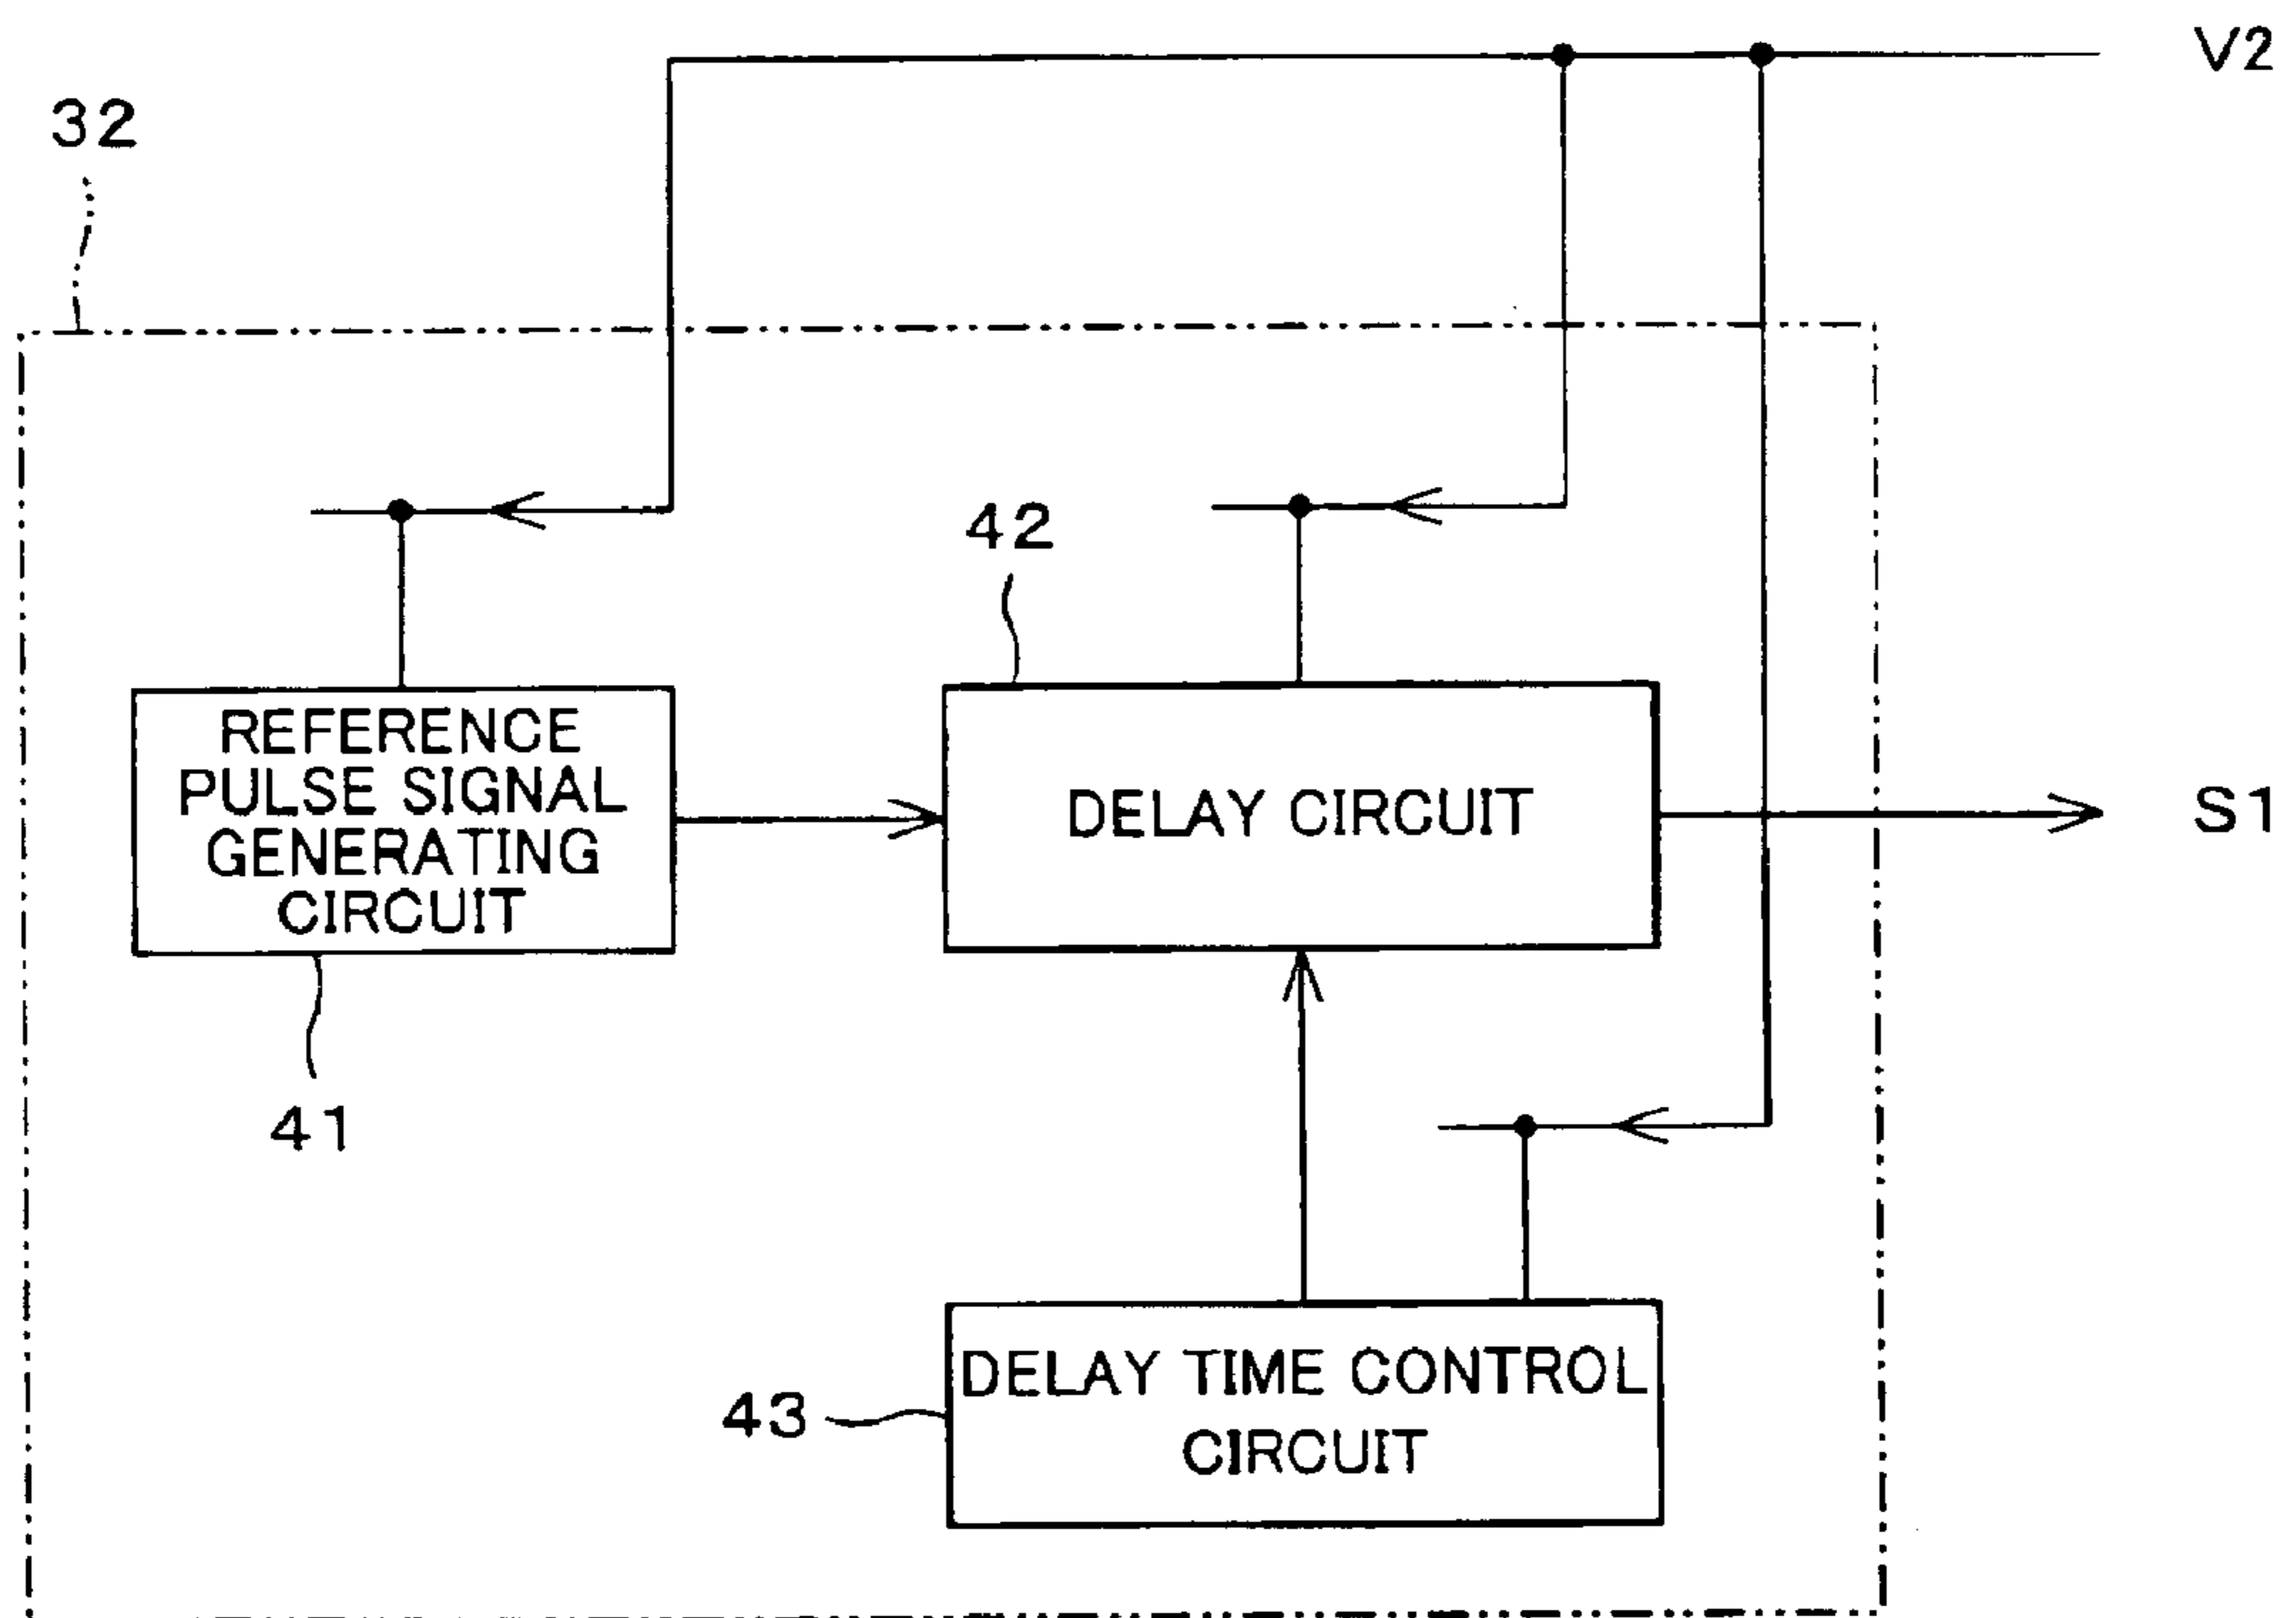 V2
32
42
REFERENCE
PULSE SIGNAL
GENERATING
CIRCUIT
DELAY CIRCUIT
S1
41
DELAY TIME CONTROL
CIRCUIT
43